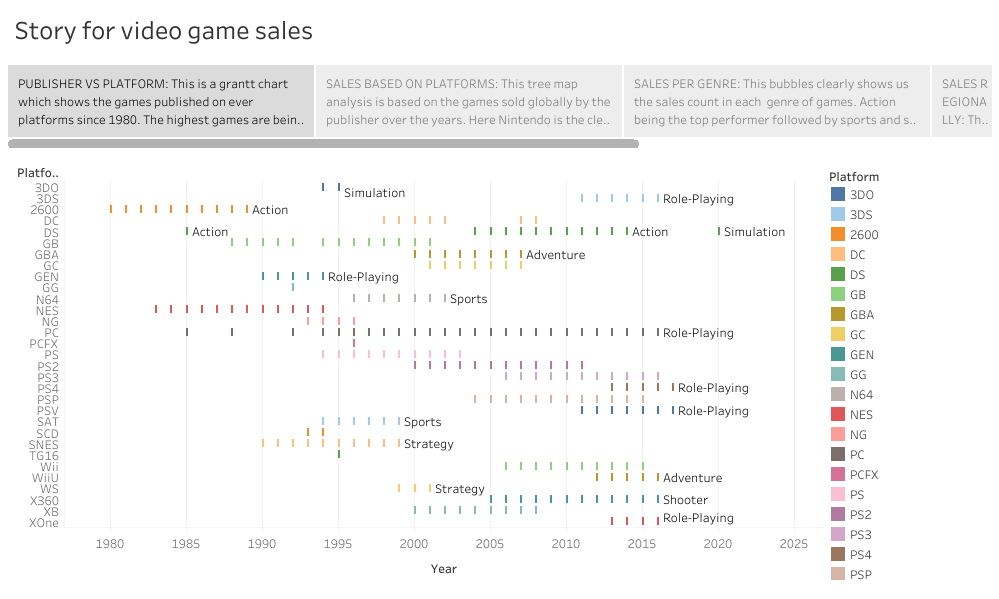 Story for video game sales
PUBLISHER VS PLATFORM: This is a grantt chart
which shows the games published on ever
platforms since 1980. The highest games are bein..
SALES BASED ON PLATFORMS: This tree map
analysis is based on the games sold globally by the
publisher over the years. Here Nintendo is the cle..
SALES PER GENRE: This bubbles clearly shows us
the sales count in each genre of games. Action
being the top performer followed by sports and s..
SALES R
EGIONA
LLY: Th..
Platfo..
3DO
Simulation
3DS
Role-Playing
2600
Action
DC
DS
Action
Action
Simulation
GB
GBA
Adventure
GC
GEN
Role-Playing
GG
N64
Sports
NES
NG
PC
Role-Playing
PCFX
PS
PS2
PS3
PS4
Role-Playing
PSP
PSV
Role-Playing
SAT
Sports
SCD
SNES
Strategy
TG16
Wii
WiiU
Adventure
WS
Strategy
X360
Shooter
XB
XOne
Role-Playing
1980
1985
1990
1995
2000
2005
2010
2015
2020
2025
Year
Platform
3DO
3DS
2600
DC
DS
GB
GBA
GC
GEN
GG
N64
NES
NG
PC
PCFX
PS
PS2
PS3
PS4
PSP